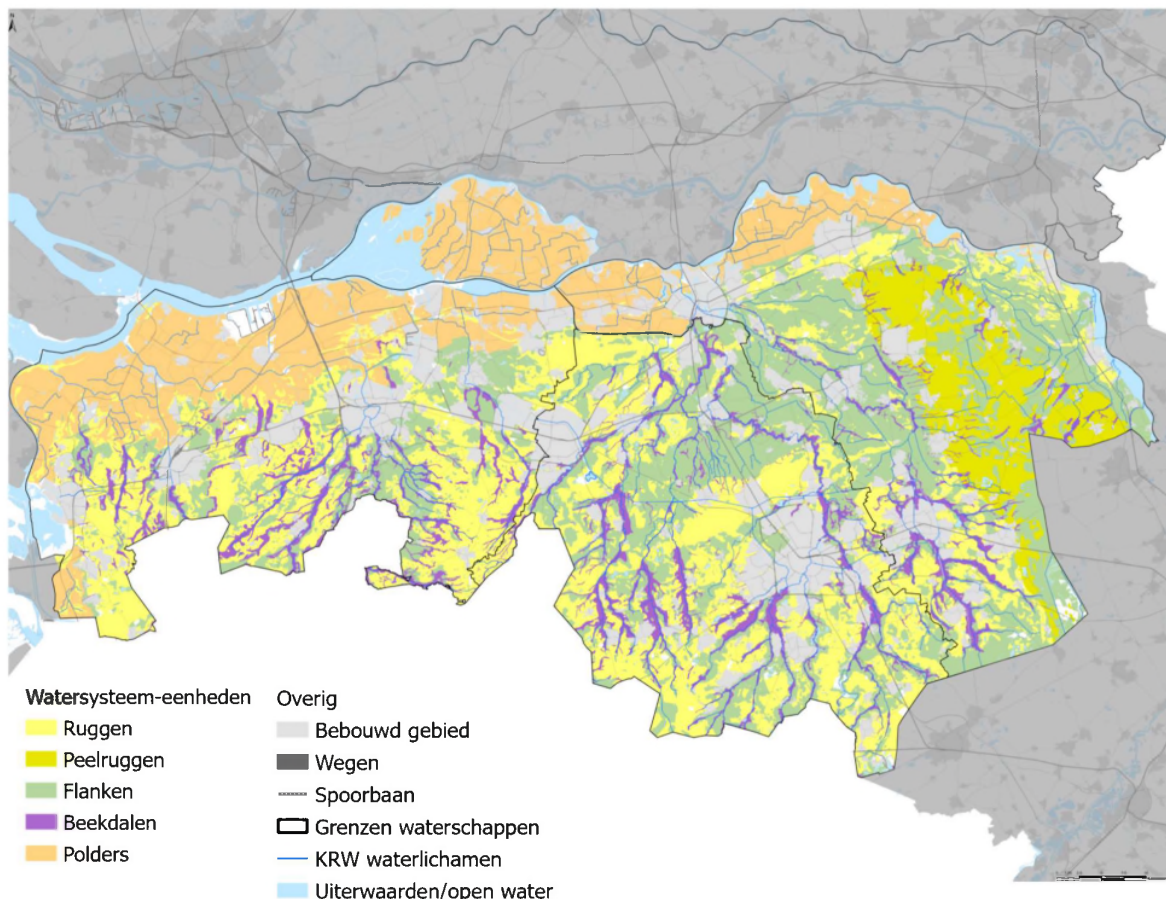 Watersysteem-eenheden
Ruggen
Peelruggen
Flanken
Beekdalen
Polders
Overig
Bebouwd gebied
Wegen
Spoorbaan
Grenzen waterschappen
KRW waterlichamen
Uiterwaarden/open water